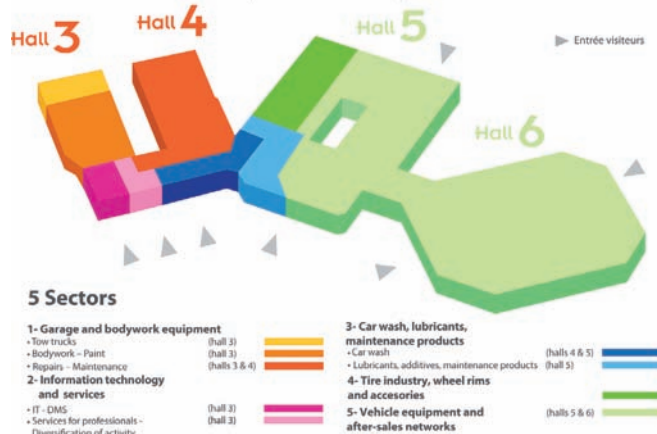 Hall 3
Hall 4
Hall 5
Entrée visiteurs
Hall 6
5 Sectors
1- Garage and bodywork equipment
• Tow trucks (hall 3)
• Bodywork – Paint (hall 3)
• Repairs – Maintenance (halls 3 & 4)
2- Information technology
and services
• IT - DMS (hall 3)
• Services for professionals - (hall 3)
Diversification of activity
3- Car wash, lubricants,
maintenance products
• Car wash (halls 4 & 5)
• Lubricants, additives, maintenance products (hall 5)
4- Tire industry, wheel rims
and accesories
5- Vehicle equipment and (halls 5 & 6)
after-sales networks